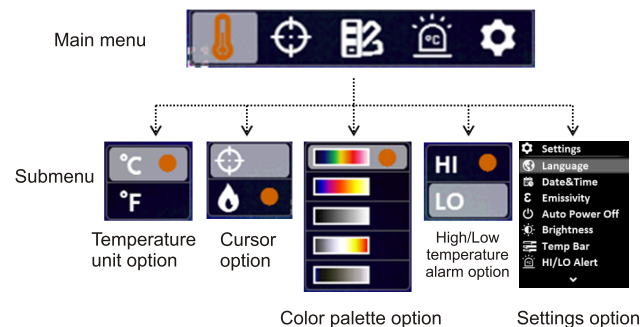 Main menu
°C
Submenu
°C
°F
HI
LO
Settings
Language
Date&Time
Emissivity
Auto Power Off
Brightness
Temp Bar
HI/LO Alert
Temperature
unit option
Cursor
option
High/Low
temperature
alarm option
Color palette option
Settings option